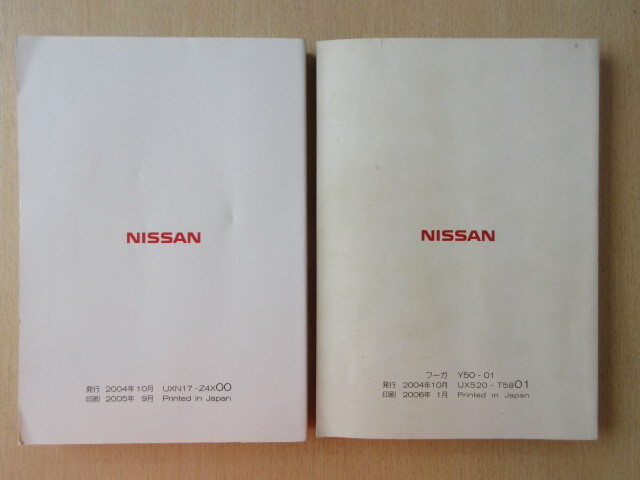 NISSAN
発行 2004年10月 UXN17-Z4X00
印刷 2005年 9月 Printed in Japan
NISSAN
フーガ Y50-01
発行 2004年10月 UX520-T5801
印刷 2006年 1月 Printed in Japan